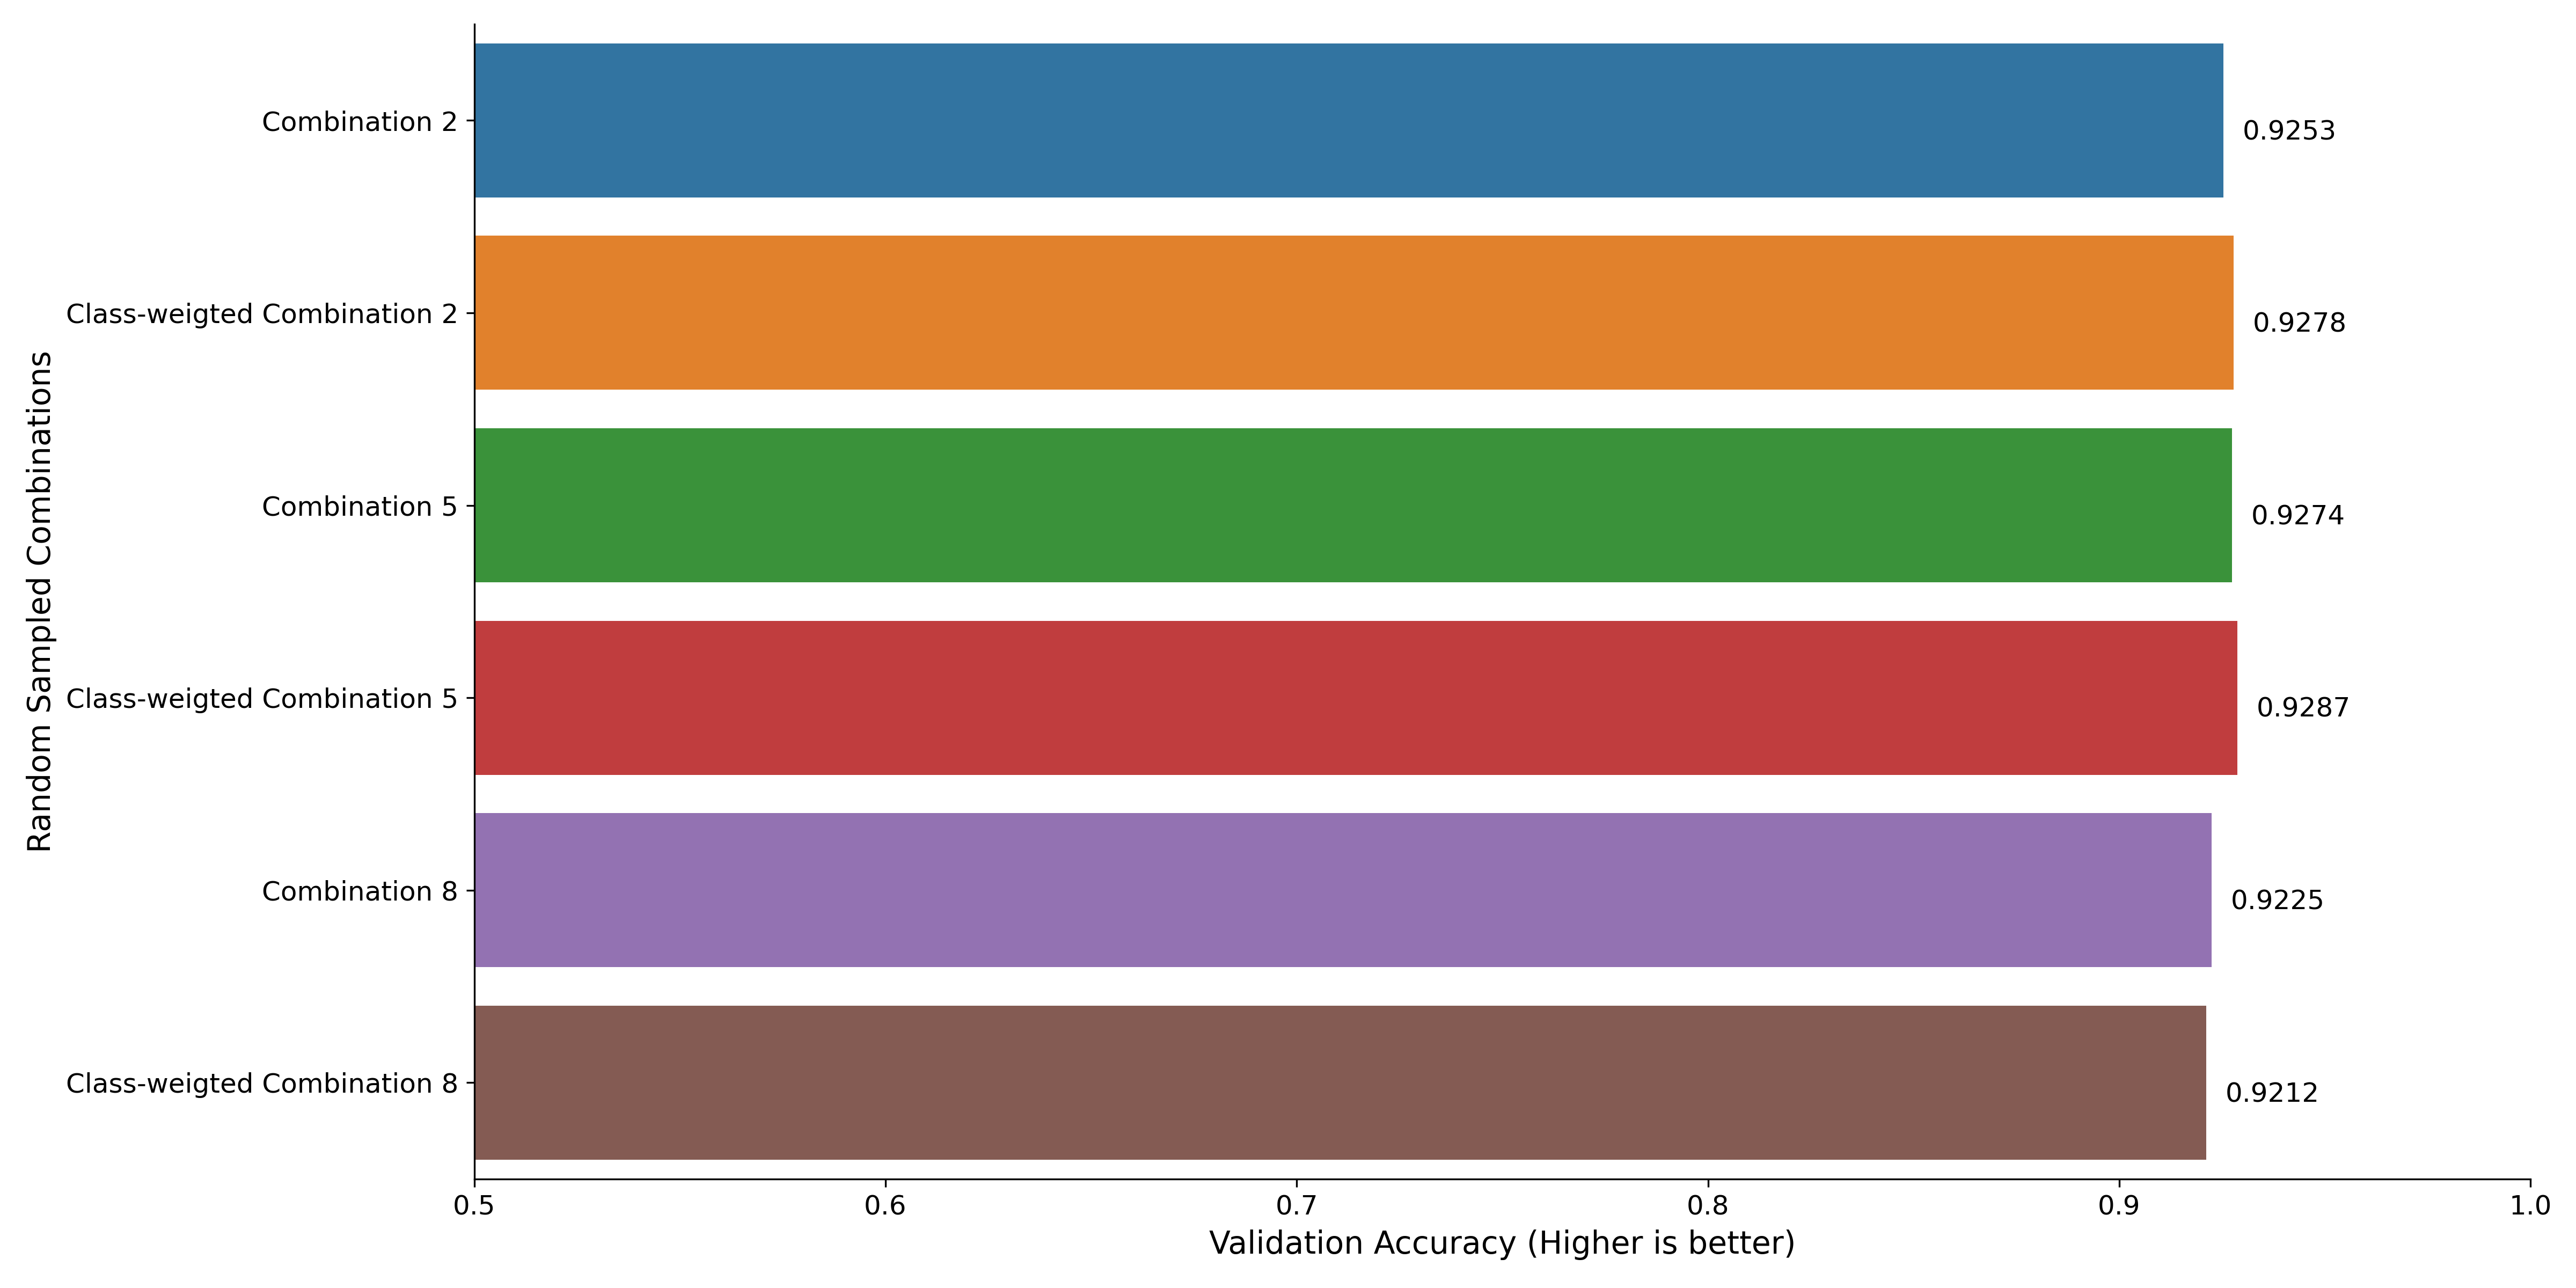 Random Sampled Combinations
Combination 2
0.9253
Class-weigted Combination 2
0.9278
Combination 5
0.9274
Class-weigted Combination 5
0.9287
Combination 8
0.9225
Class-weigted Combination 8
0.9212
0.5 0.6 0.7 0.8 0.9 1.0
Validation Accuracy (Higher is better)